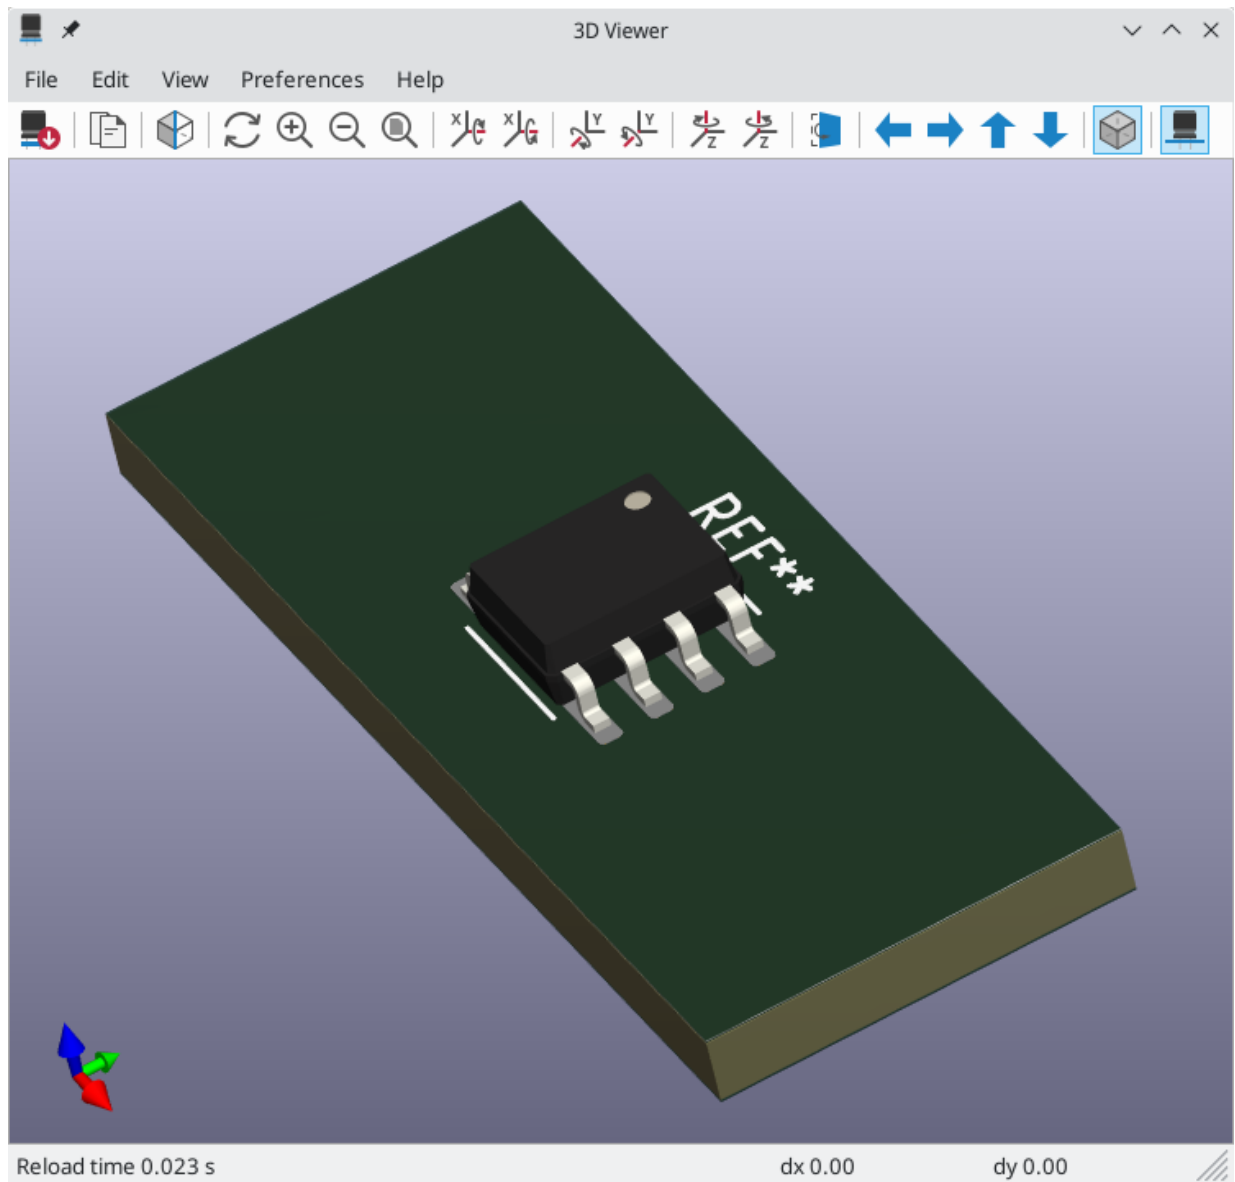 3D Viewer
File Edit View Preferences Help
X X Y Y Z Z
REF**
Reload time 0.023 s dx 0.00 dy 0.00